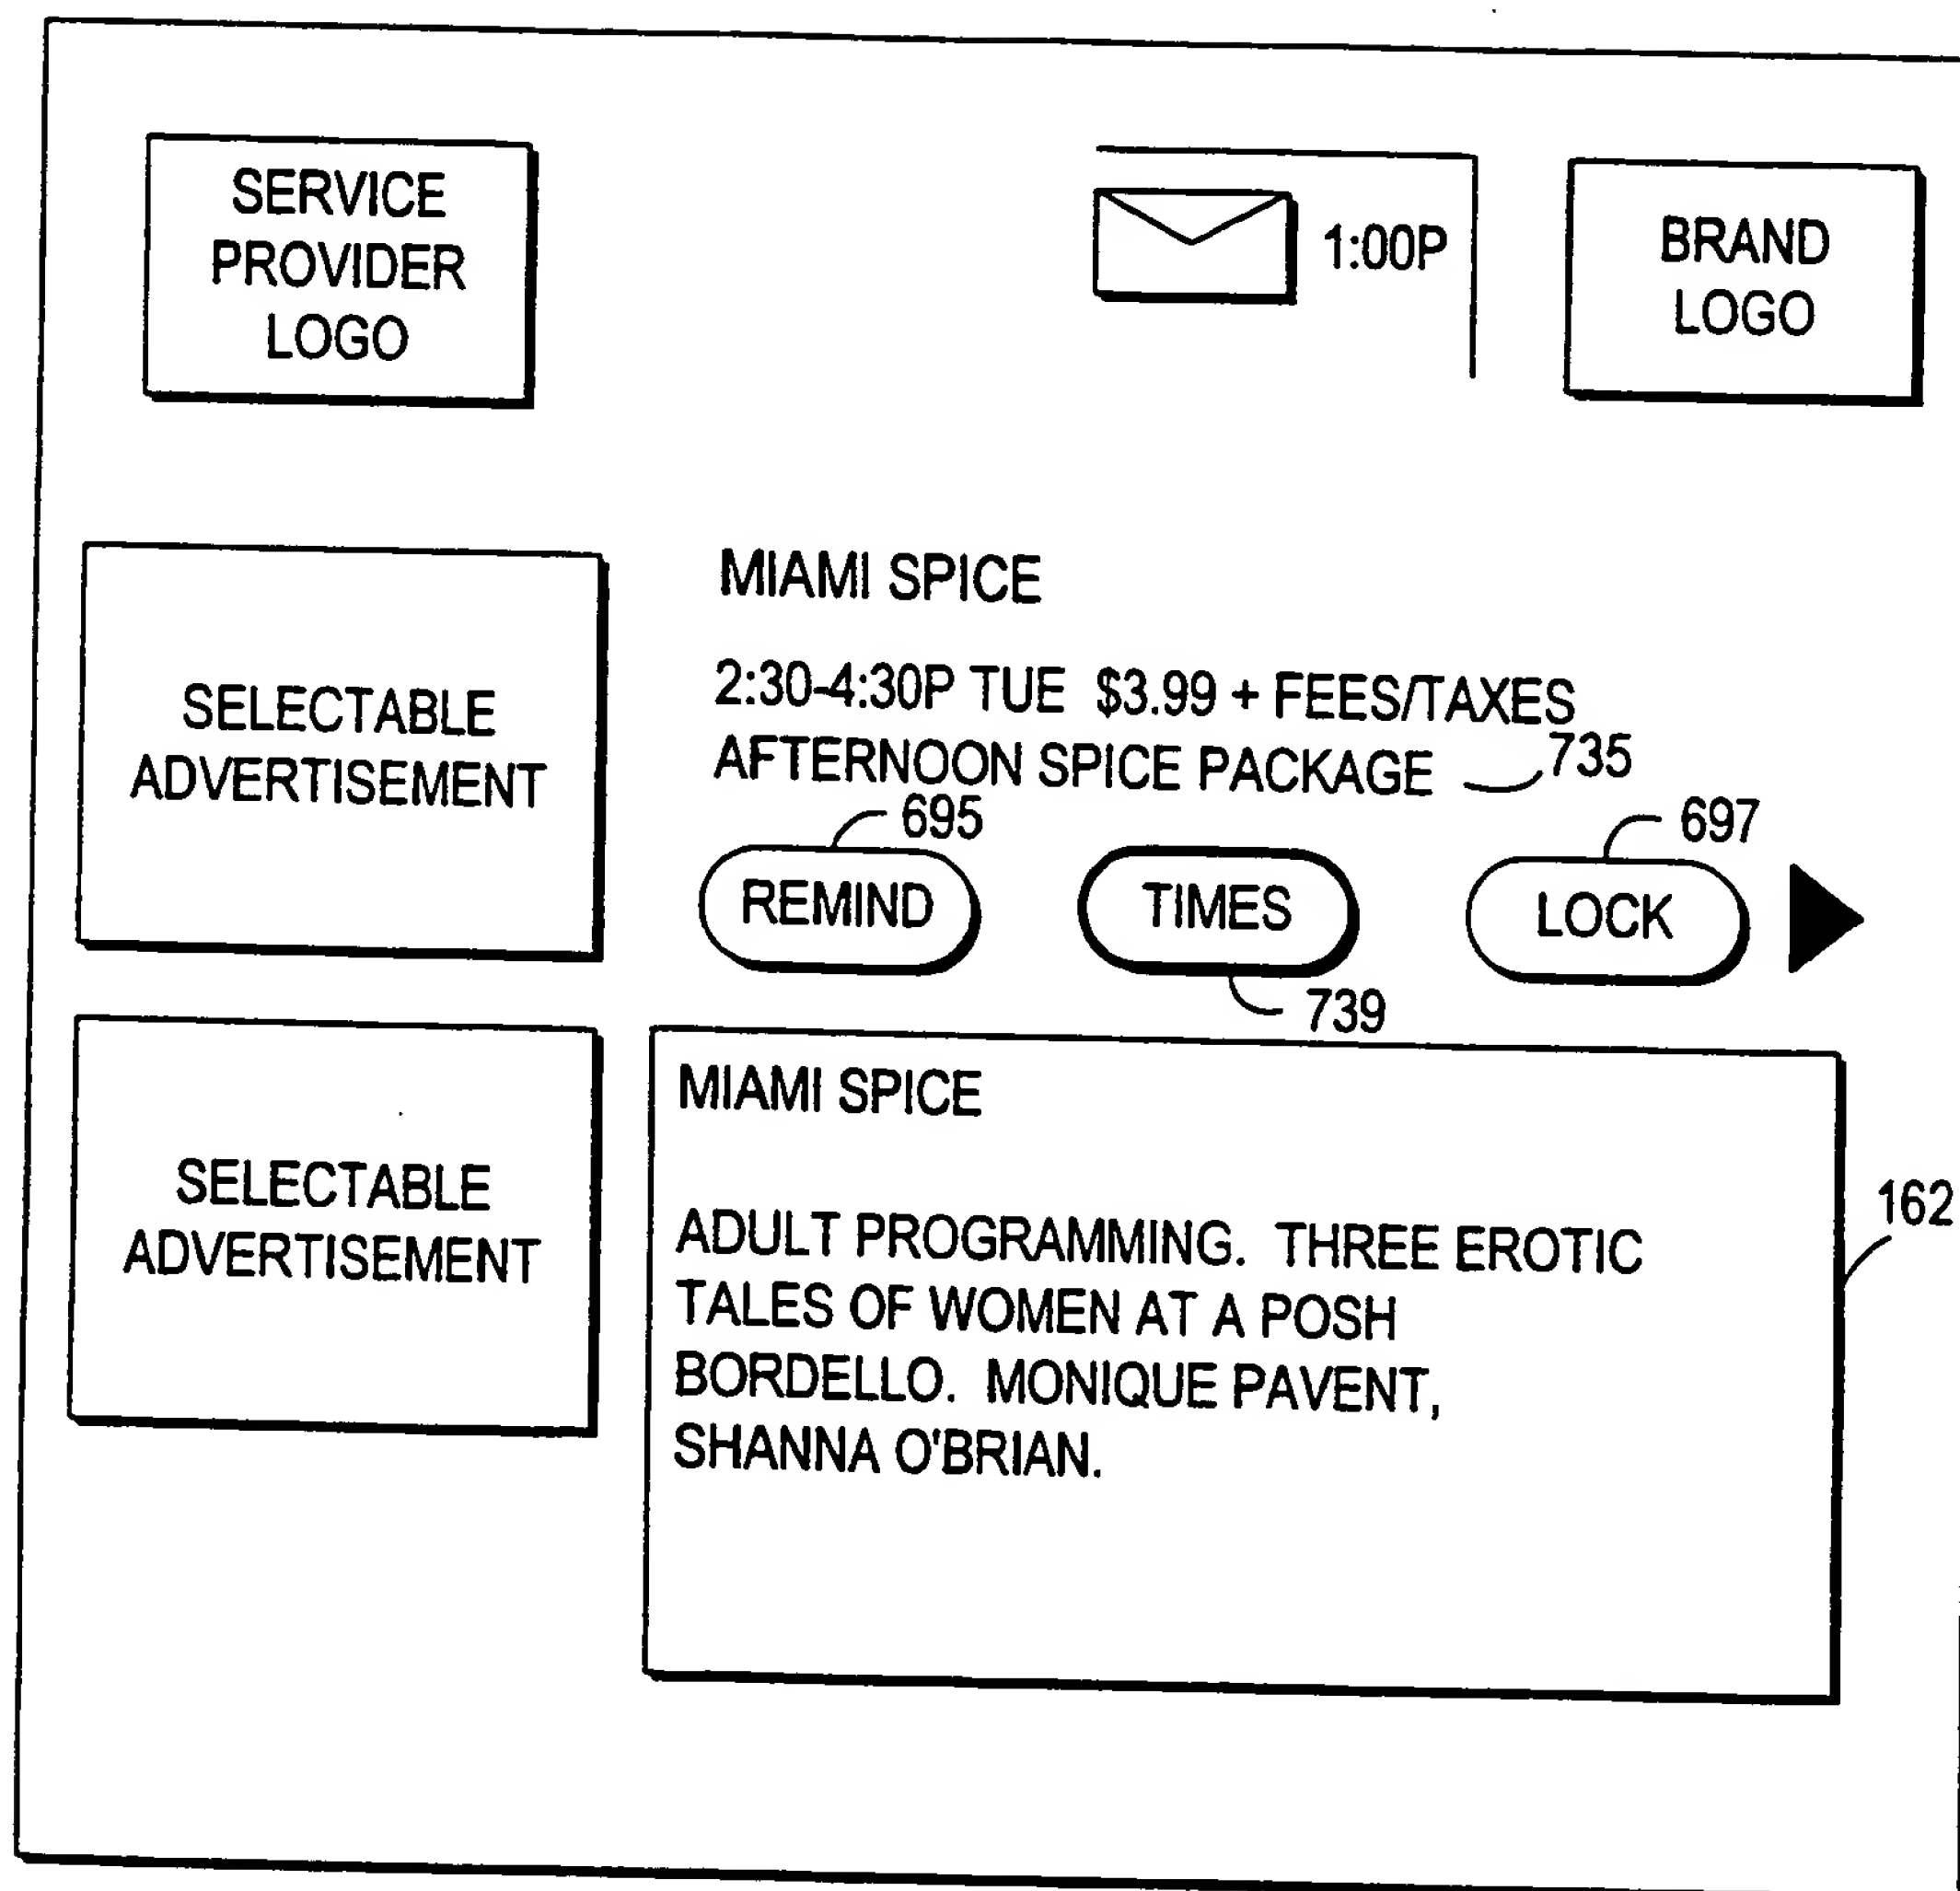 SERVICE
PROVIDER
LOGO
1:00P
BRAND
LOGO
SELECTABLE
ADVERTISEMENT
MIAMI SPICE
2:30-4:30P TUE $3.99 + FEES/TAXES
AFTERNOON SPICE PACKAGE 735
695
697
REMIND
TIMES
LOCK
739
SELECTABLE
ADVERTISEMENT
MIAMI SPICE
ADULT PROGRAMMING. THREE EROTIC
TALES OF WOMEN AT A POSH
BORDELLO. MONIQUE PAVENT,
SHANNA O'BRIAN.
162